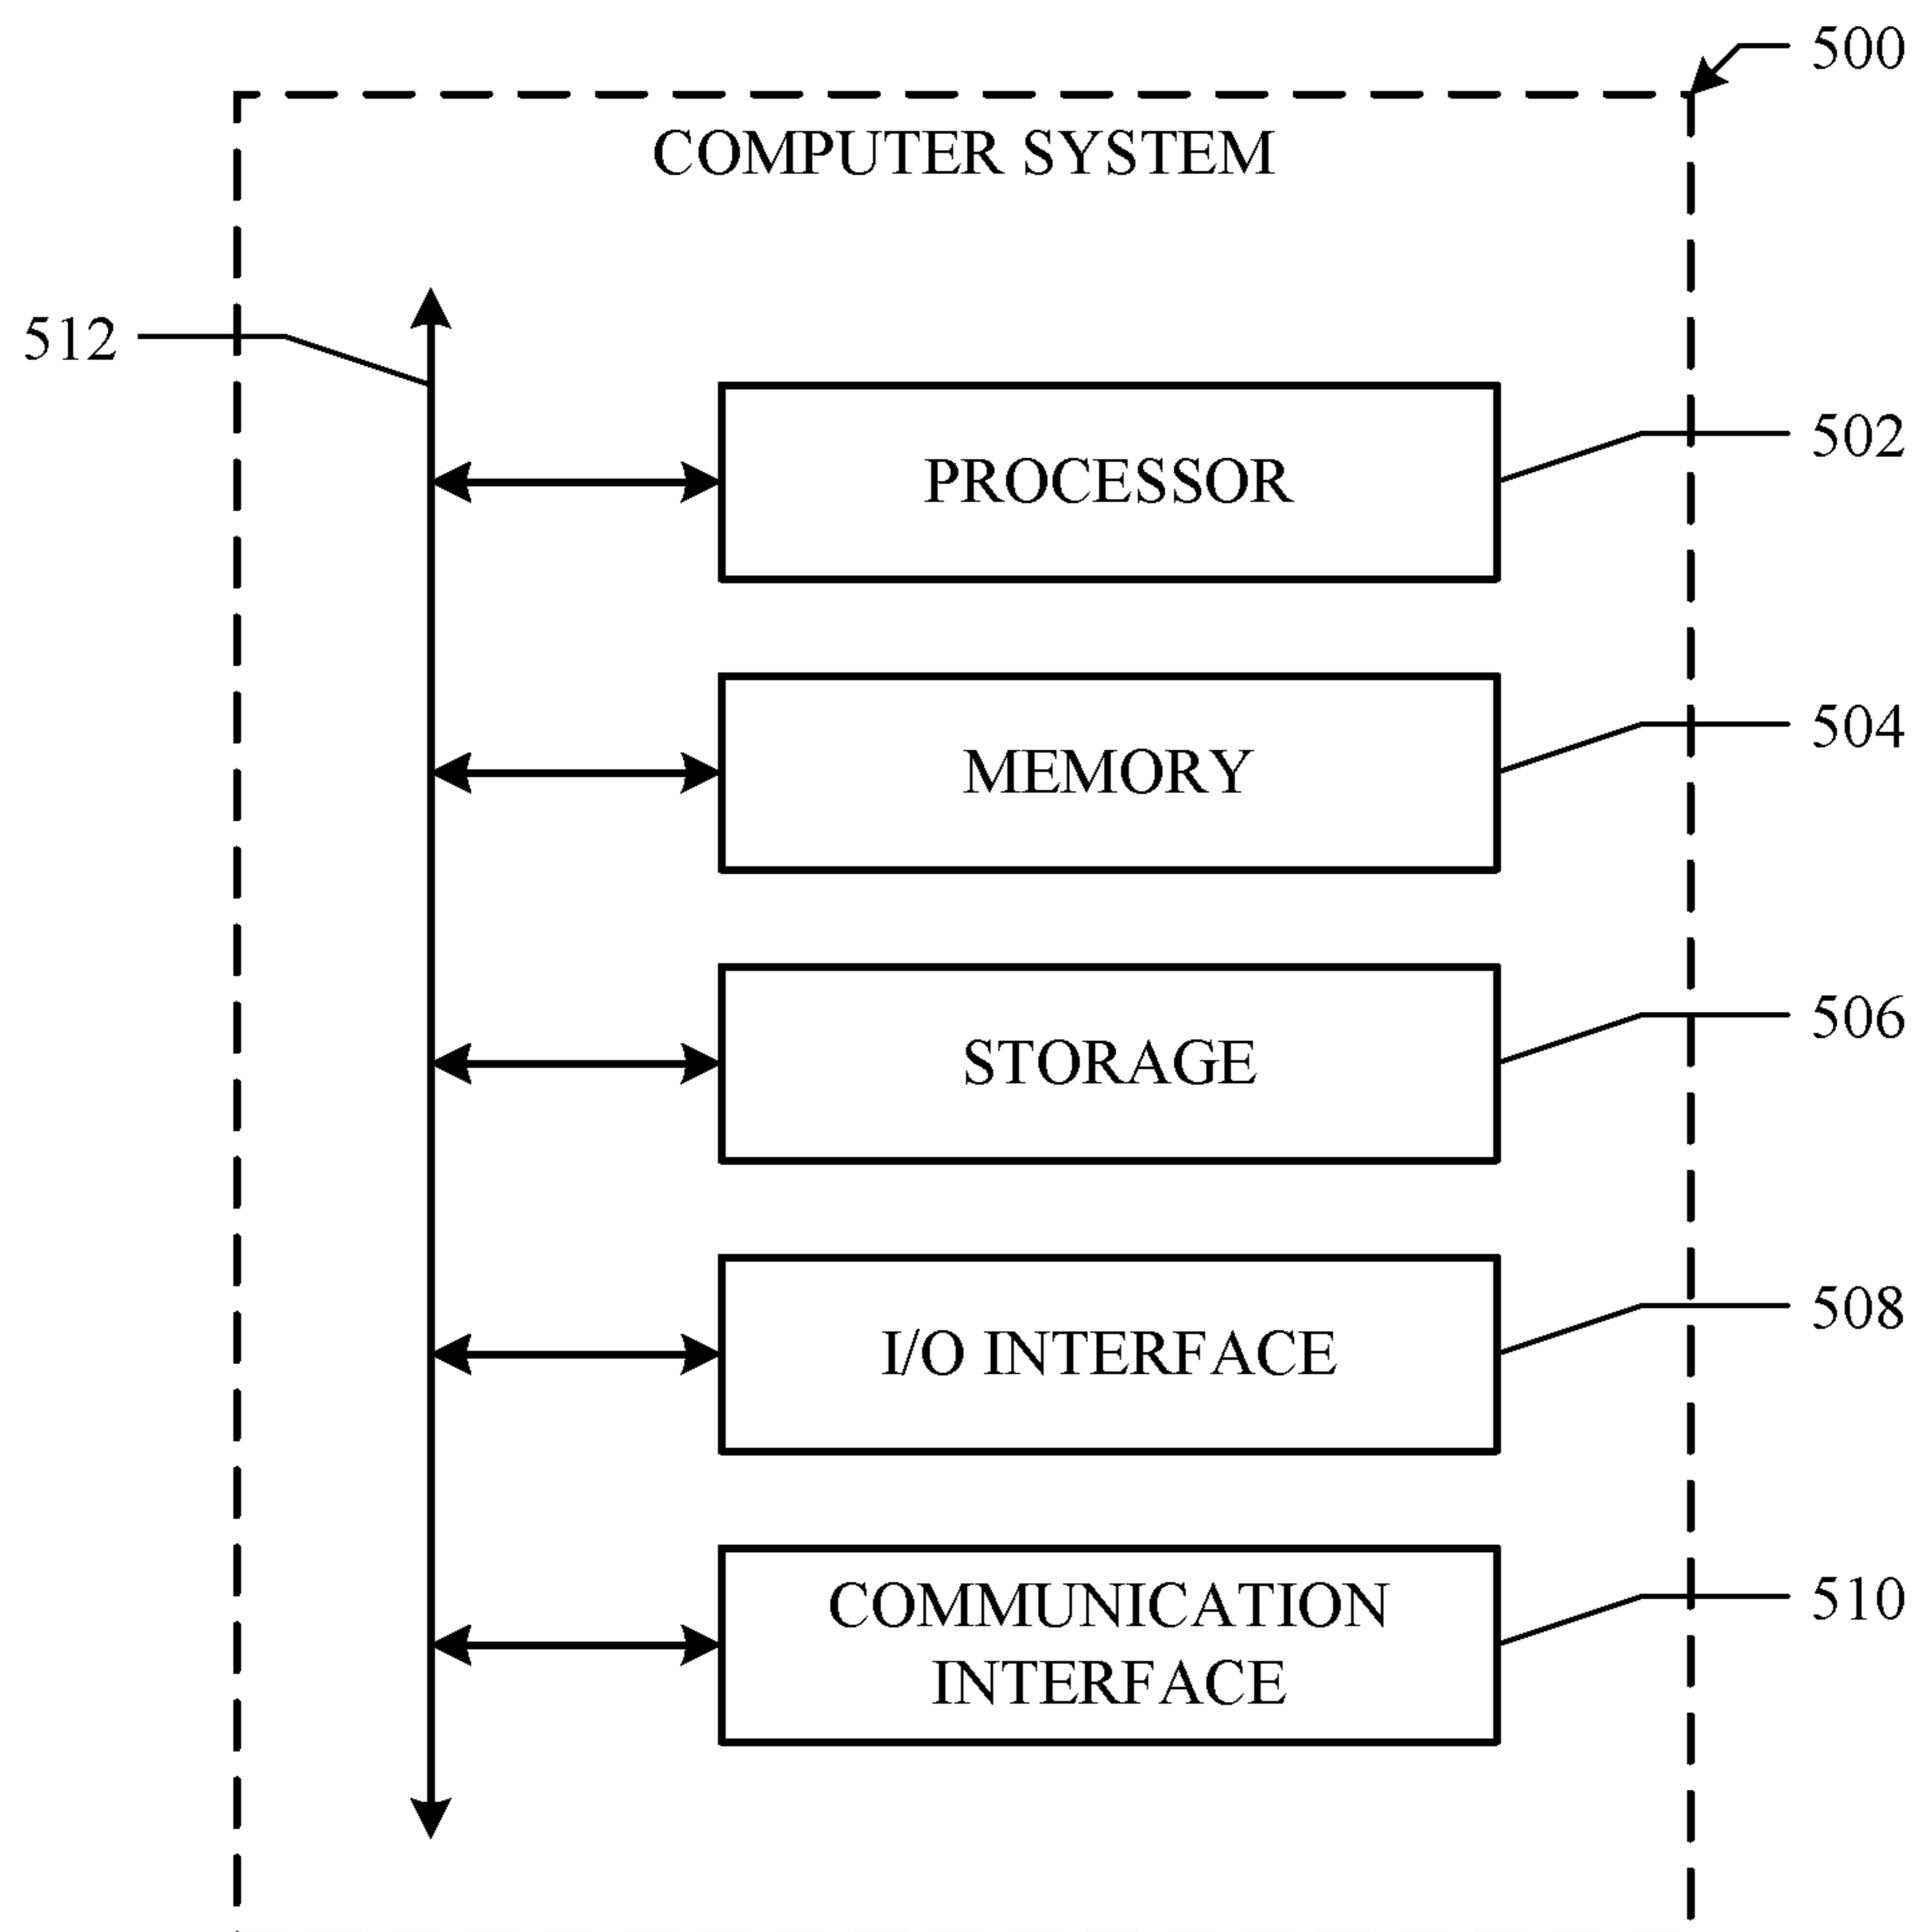 500
COMPUTER SYSTEM
512
502
PROCESSOR
504
MEMORY
506
STORAGE
508
I/O INTERFACE
510
COMMUNICATION
INTERFACE